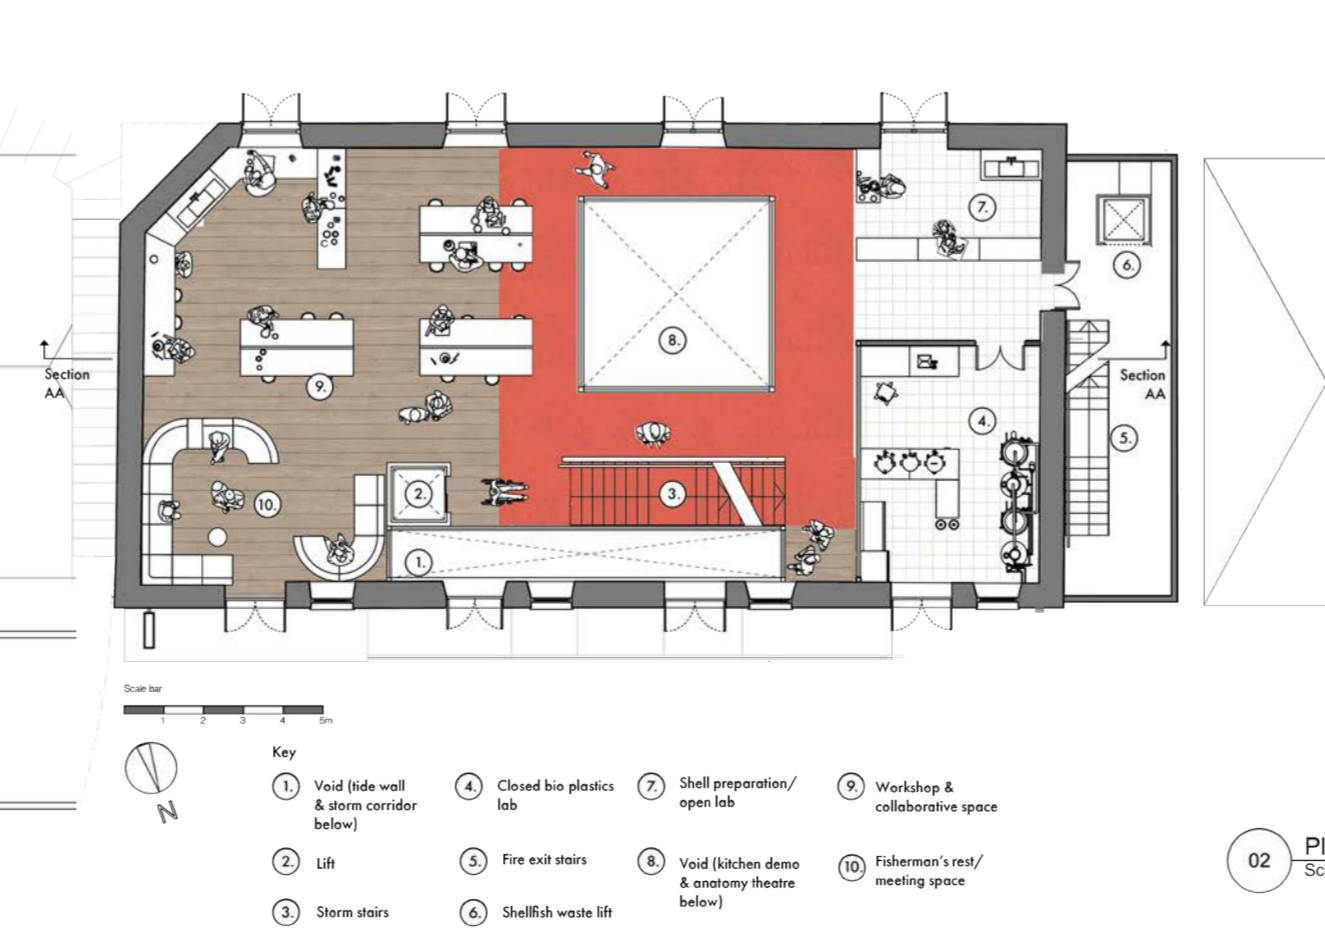 8.
7.
6.
Section
AA
Section
AA
9.
4.
5.
10.
2.
3.
1.
Scale bar
1 2 3 4 5m
N
Key
1. Void (tide wall
& storm corridor
below)
2. Lift
3. Storm stairs
4. Closed bio plastics
lab
5. Fire exit stairs
6. Shellfish waste lift
7. Shell preparation/
open lab
8. Void (kitchen demo
& anatomy theatre
below)
9. Workshop &
collaborative space
10. Fisherman's rest/
meeting space
02